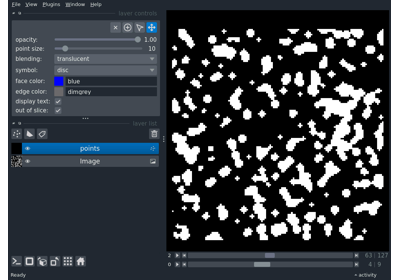 File View Plugins Window Help
layer controls
opacity: 1.00
point size: 10
blending: translucent
symbol: disc
face color: blue
edge color: dimgrey
display text:
out of slice:
layer list
points
Image
2 63 127
0 4 9
Ready activity